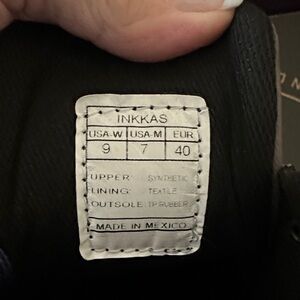 INKKAS
USA-W USA-M EUR
9 7 40
UPPER: SYNTHETIC
LINING: TEXTILE
OUTSOLE: TP RUBBER
MADE IN MEXICO